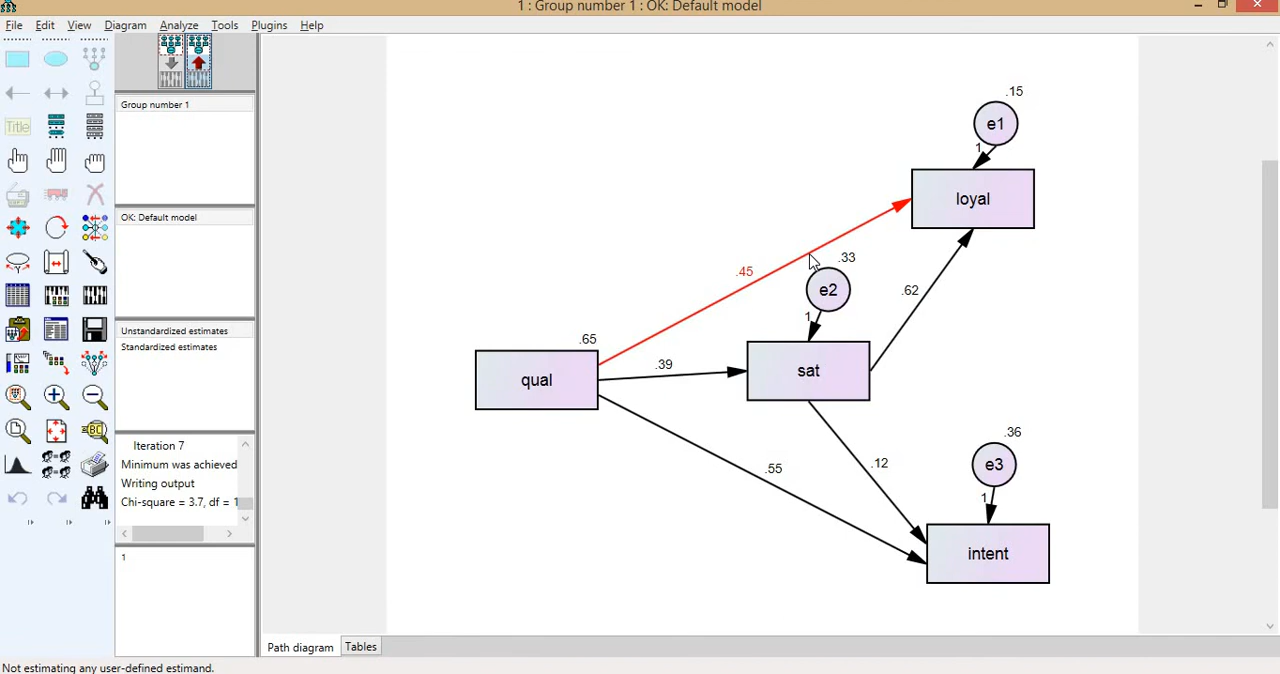 1 : Group number 1 : OK: Default model
File Edit View Diagram Analyze Tools Plugins Help
Title
Group number 1
OK: Default model
Unstandardized estimates
Standardized estimates
Iteration 7
Minimum was achieved
Writing output
Chi-square = 3.7, df = 1
1
.15
e1
1
loyal
.33
.45
e2
.62
1
.65
sat
.39
qual
.36
.12
e3
.55
1
intent
Path diagram Tables
Not estimating any user-defined estimand.